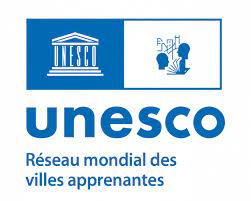 UNESCO
unesco
Réseau mondial des
villes apprenantes